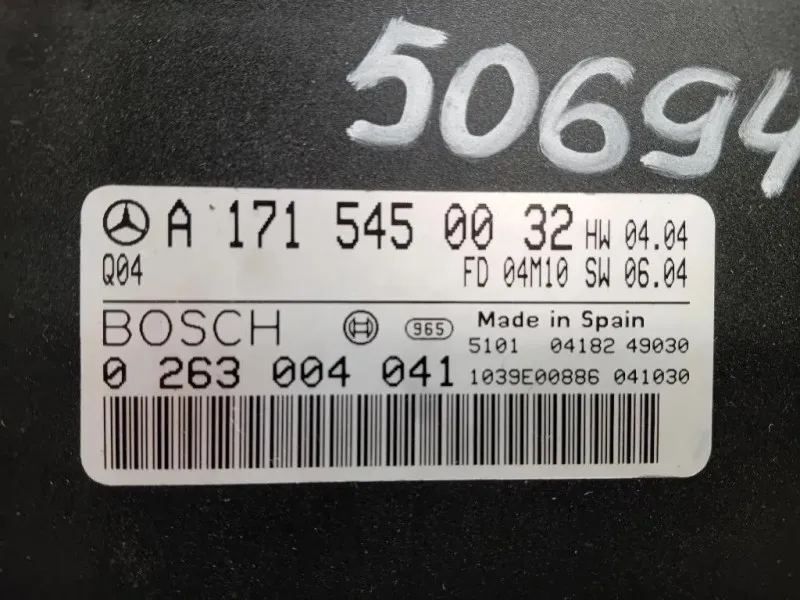 50694
A 171 545 00 32 HW 04.04
Q04 FD 04M10 SW 06.04
BOSCH 965 Made in Spain
5101 04182 49030
0 263 004 041 1039E00886 041030